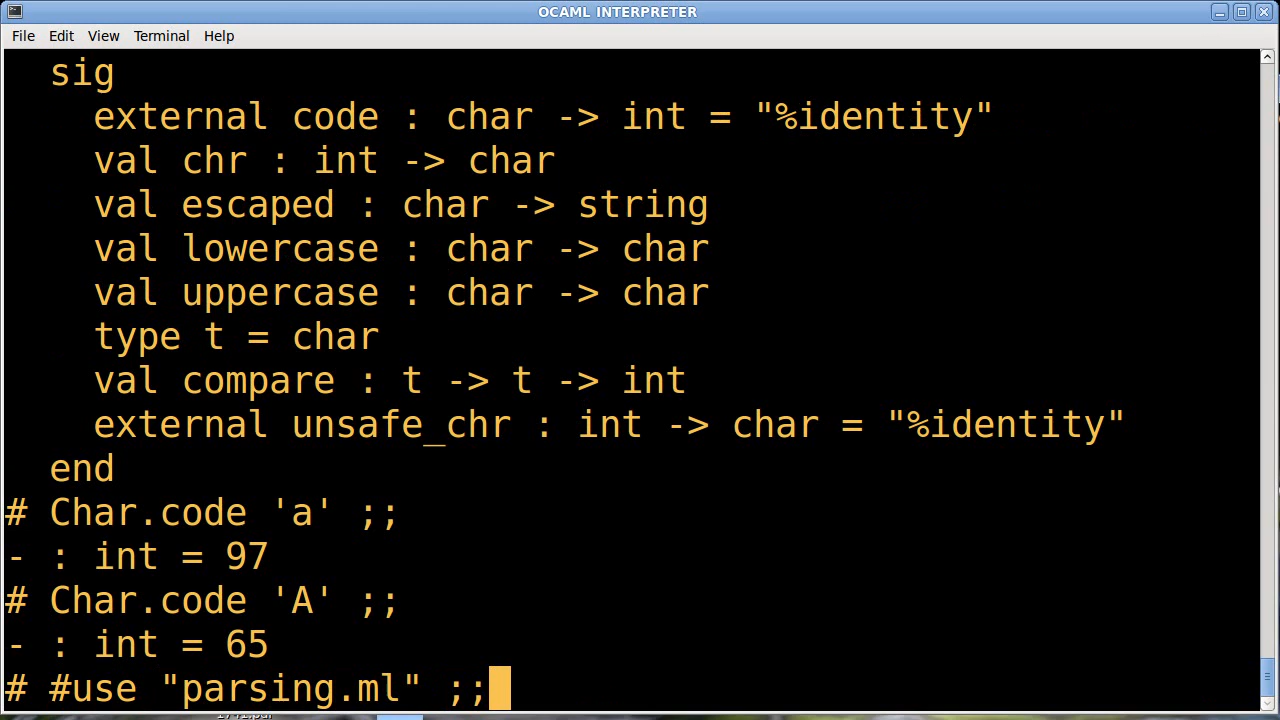 OCAML INTERPRETER
File Edit View Terminal Help
sig
external code : char -> int = "%identity"
val chr : int -> char
val escaped : char -> string
val lowercase : char -> char
val uppercase : char -> char
type t = char
val compare : t -> t -> int
external unsafe_chr : int -> char = "%identity"
end
# Char.code 'a' ;;
- : int = 97
# Char.code 'A' ;;
- : int = 65
# #use "parsing.ml" ;;